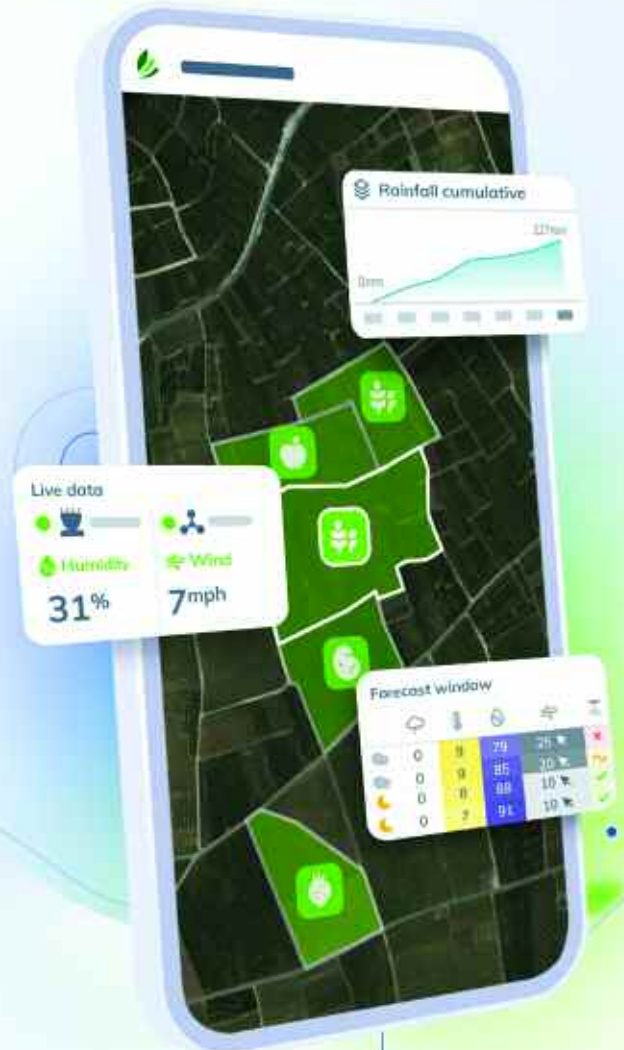 Rainfall cumulative
0mm
Live data
Humidity
Wind
31%
7mph
Forecast window
0 9 79 25
0 9 85 20
0 8 88 10
0 7 91 10